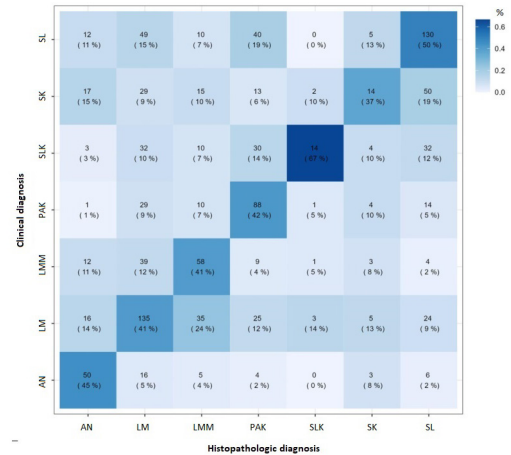 %
0.6
0.4
0.2
0.0
SL
12 49 10 40 0 5 130
( 11 %) ( 15 %) ( 7 %) ( 19 %) ( 0 %) ( 13 %) ( 50 %)
SK
17 29 15 13 2 14 50
( 15 %) ( 9 %) ( 10 %) ( 6 %) ( 10 %) ( 37 %) ( 19 %)
SLK
3 32 10 30 14 4 32
( 3 %) ( 10 %) ( 7 %) ( 14 %) ( 67 %) ( 10 %) ( 12 %)
PAK
1 29 10 88 1 4 14
( 1 %) ( 9 %) ( 7 %) ( 42 %) ( 5 %) ( 10 %) ( 5 %)
LMM
12 39 58 9 1 3 4
( 11 %) ( 12 %) ( 41 %) ( 4 %) ( 5 %) ( 8 %) ( 2 %)
LM
16 135 35 25 3 5 24
( 14 %) ( 41 %) ( 24 %) ( 12 %) ( 14 %) ( 13 %) ( 9 %)
AN
50 16 5 4 0 3 6
( 45 %) ( 5 %) ( 4 %) ( 2 %) ( 0 %) ( 8 %) ( 2 %)
Clinical diagnosis
AN LM LMM PAK SLK SK SL
Histopathologic diagnosis